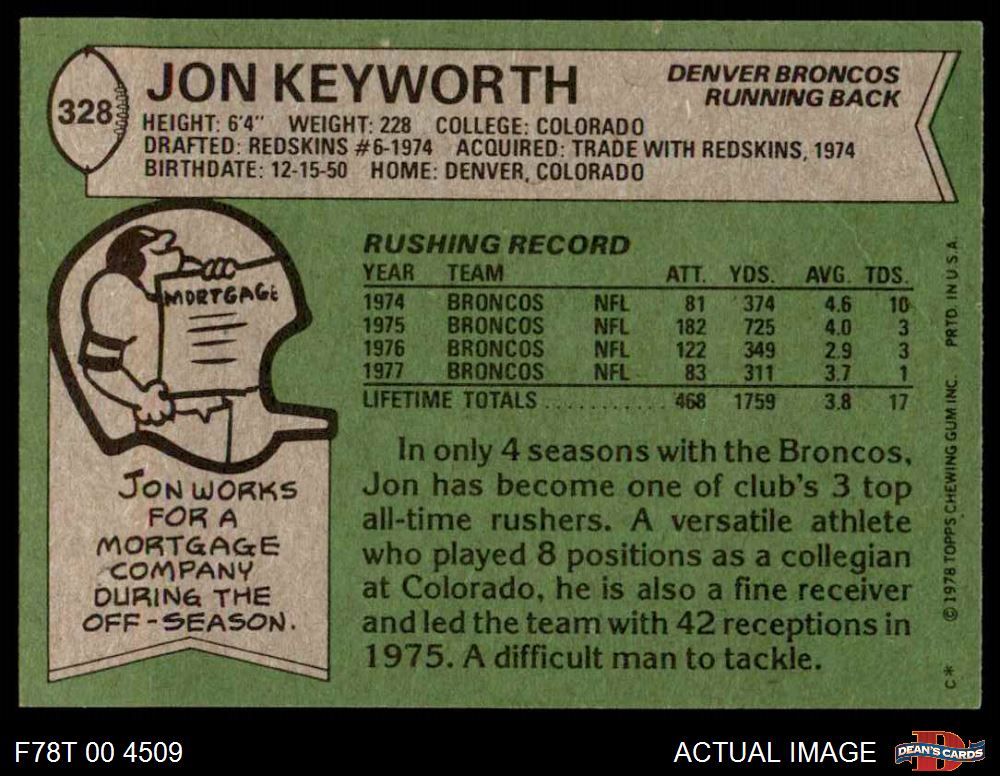 328
JON KEYWORTH
DENVER BRONCOS
RUNNING BACK
HEIGHT: 6'4" WEIGHT: 228 COLLEGE: COLORADO
DRAFTED: REDSKINS #6-1974 ACQUIRED: TRADE WITH REDSKINS, 1974
BIRTHDATE: 12-15-50 HOME: DENVER, COLORADO
MORTGAGE
JON WORKS
FOR A
MORTGAGE
COMPANY
DURING THE
OFF-SEASON.
RUSHING RECORD
YEAR TEAM ATT. YDS. AVG. TDS.
1974 BRONCOS NFL 81 374 4.6 10
1975 BRONCOS NFL 182 725 4.0 3
1976 BRONCOS NFL 122 349 2.9 3
1977 BRONCOS NFL 83 311 3.7 1
LIFETIME TOTALS ........... 468 1759 3.8 17
In only 4 seasons with the Broncos,
Jon has become one of club's 3 top
all-time rushers. A versatile athlete
who played 8 positions as a collegian
at Colorado, he is also a fine receiver
and led the team with 42 receptions in
1975. A difficult man to tackle.
C* © 1978 TOPPS CHEWING GUM INC. PRTD. IN U.S.A.
F78T 00 4509
ACTUAL IMAGE
DEAN'S CARDS